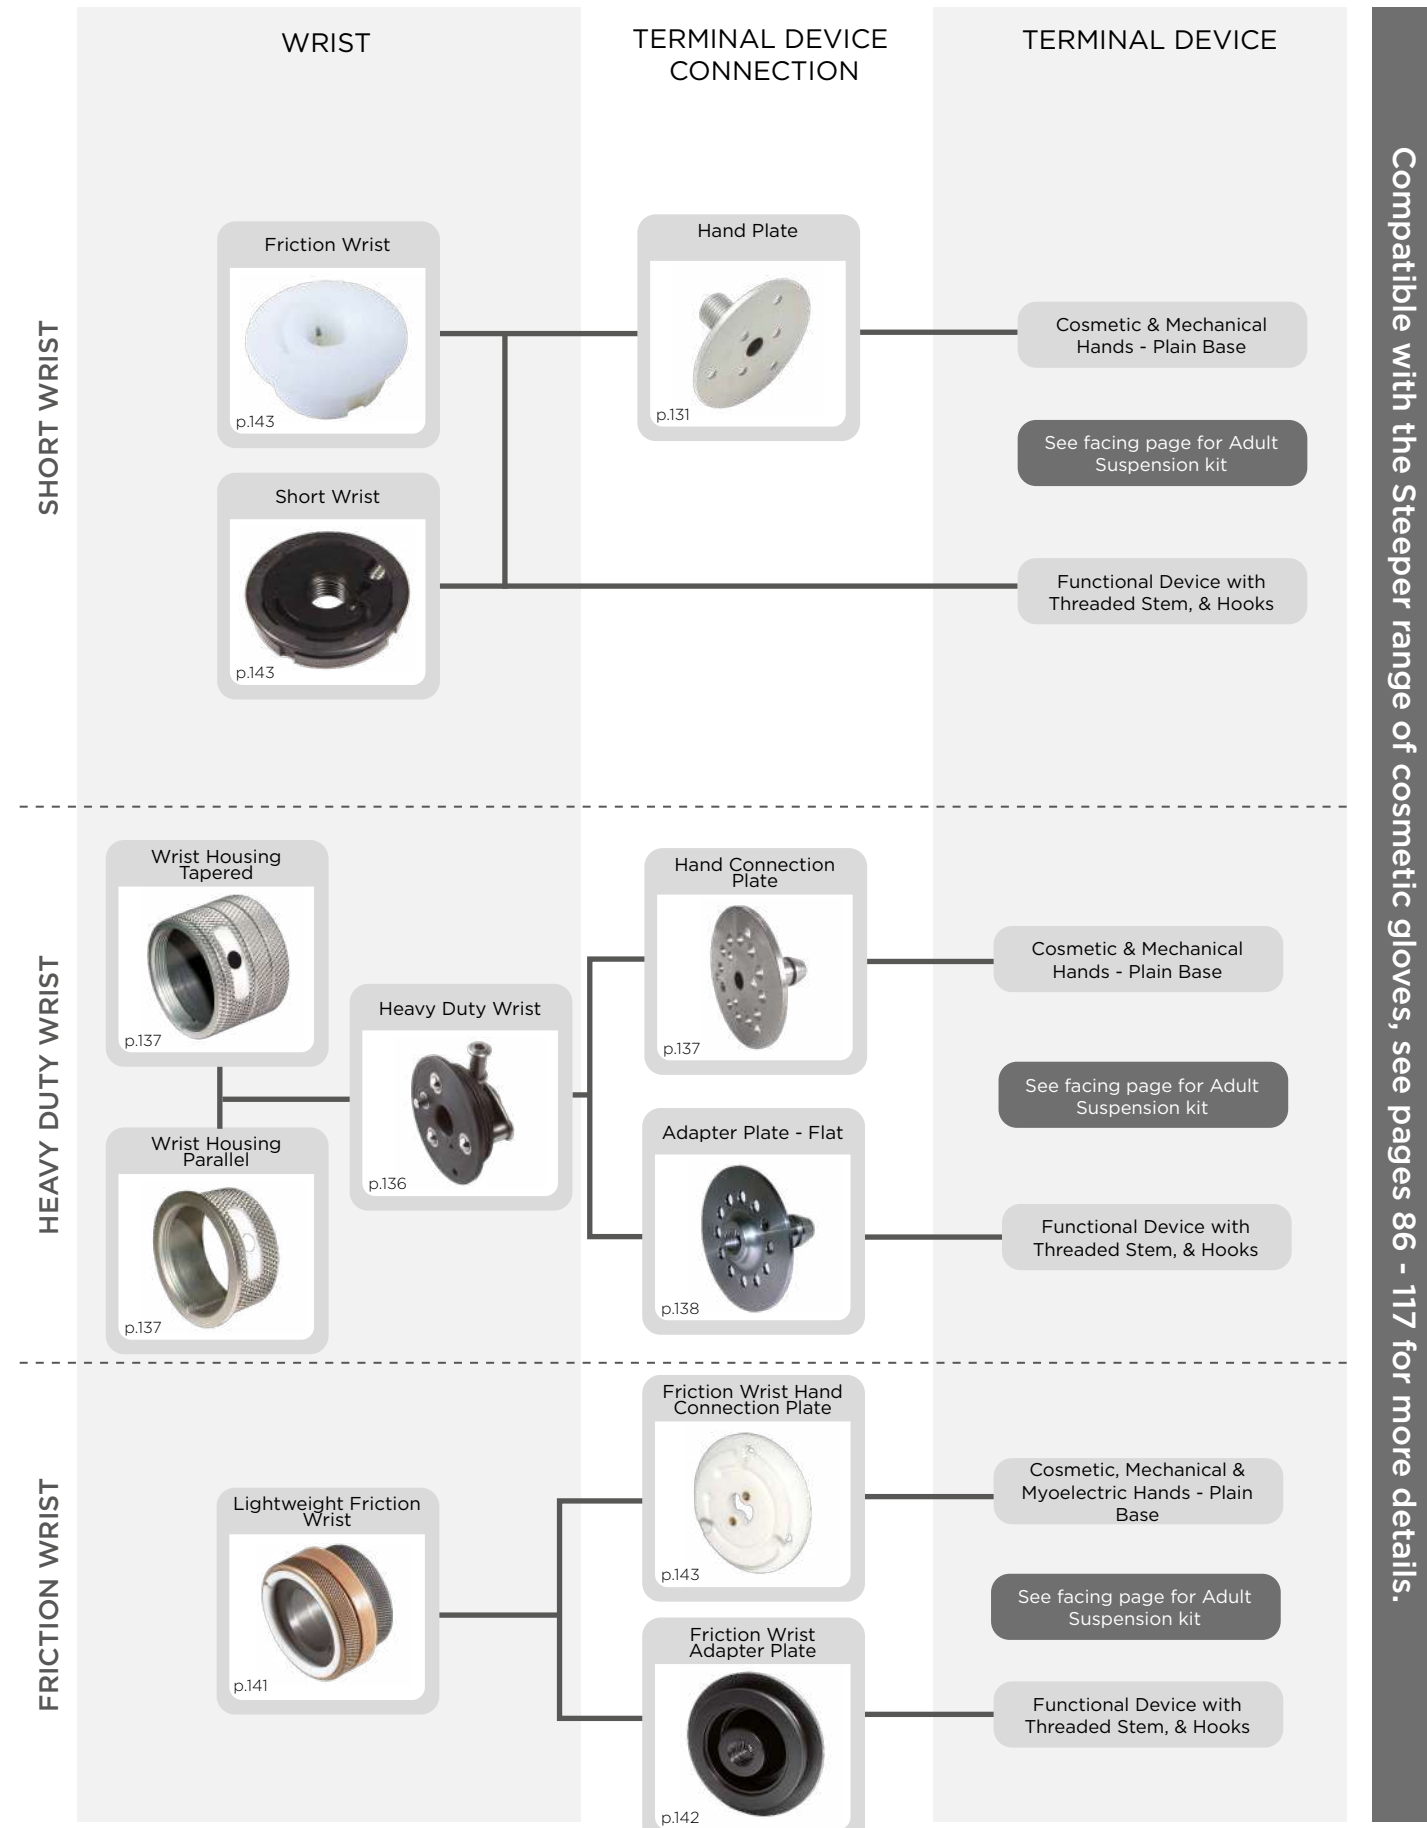 WRIST
TERMINAL DEVICE
CONNECTION
TERMINAL DEVICE
SHORT WRIST
Friction Wrist
p.143
Hand Plate
p.131
Cosmetic & Mechanical
Hands - Plain Base
See facing page for Adult
Suspension kit
Short Wrist
p.143
Functional Device with
Threaded Stem, & Hooks
HEAVY DUTY WRIST
Wrist Housing
Tapered
p.137
Wrist Housing
Parallel
p.137
Heavy Duty Wrist
p.136
Hand Connection
Plate
p.137
Adapter Plate - Flat
p.138
Cosmetic & Mechanical
Hands - Plain Base
See facing page for Adult
Suspension kit
Functional Device with
Threaded Stem, & Hooks
FRICTION WRIST
Lightweight Friction
Wrist
p.141
Friction Wrist Hand
Connection Plate
p.143
Friction Wrist
Adapter Plate
p.142
Cosmetic, Mechanical &
Myoelectric Hands - Plain
Base
See facing page for Adult
Suspension kit
Functional Device with
Threaded Stem, & Hooks
Compatible with the Steeper range of cosmetic gloves, see pages 86 - 117 for more details.